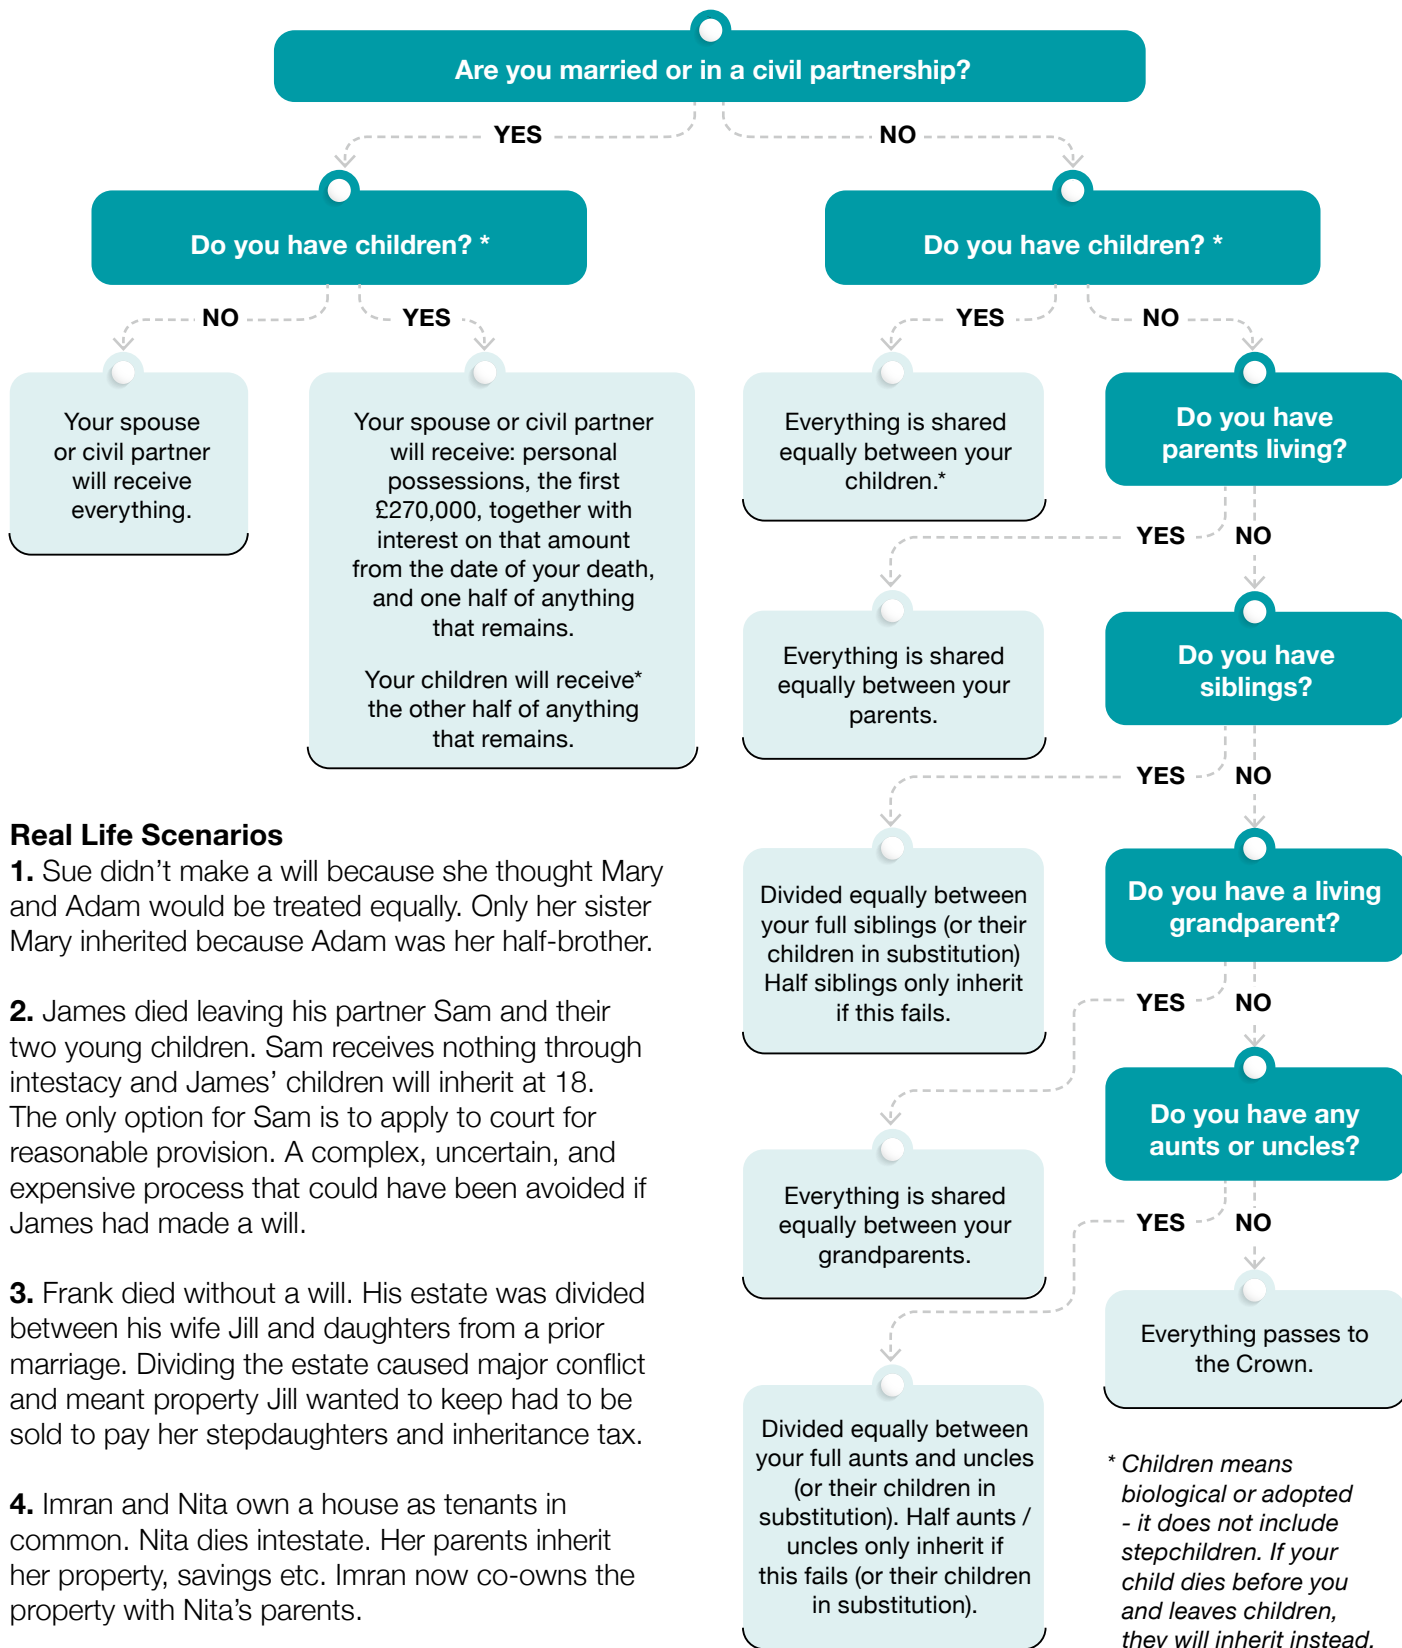 Are you married or in a civil partnership?
YES
NO
Do you have children? *
Do you have children? *
NO
YES
YES
NO
Your spouse
or civil partner
will receive
everything.
Your spouse or civil partner
will receive: personal
possessions, the first
£270,000, together with
interest on that amount
from the date of your death,
and one half of anything
that remains.
Your children will receive*
the other half of anything
that remains.
Everything is shared
equally between your
children.*
Do you have
parents living?
YES
NO
Everything is shared
equally between your
parents.
Do you have
siblings?
YES
NO
Divided equally between
your full siblings (or their
children in substitution)
Half siblings only inherit
if this fails.
Do you have a living
grandparent?
YES
NO
Everything is shared
equally between your
grandparents.
Do you have any
aunts or uncles?
YES
NO
Divided equally between
your full aunts and uncles
(or their children in
substitution). Half aunts /
uncles only inherit if
this fails (or their children
in substitution).
Everything passes to
the Crown.
* Children means
biological or adopted
- it does not include
stepchildren. If your
child dies before you
and leaves children,
they will inherit instead.
Real Life Scenarios
1. Sue didn’t make a will because she thought Mary
and Adam would be treated equally. Only her sister
Mary inherited because Adam was her half-brother.
2. James died leaving his partner Sam and their
two young children. Sam receives nothing through
intestacy and James’ children will inherit at 18.
The only option for Sam is to apply to court for
reasonable provision. A complex, uncertain, and
expensive process that could have been avoided if
James had made a will.
3. Frank died without a will. His estate was divided
between his wife Jill and daughters from a prior
marriage. Dividing the estate caused major conflict
and meant property Jill wanted to keep had to be
sold to pay her stepdaughters and inheritance tax.
4. Imran and Nita own a house as tenants in
common. Nita dies intestate. Her parents inherit
her property, savings etc. Imran now co-owns the
property with Nita’s parents.